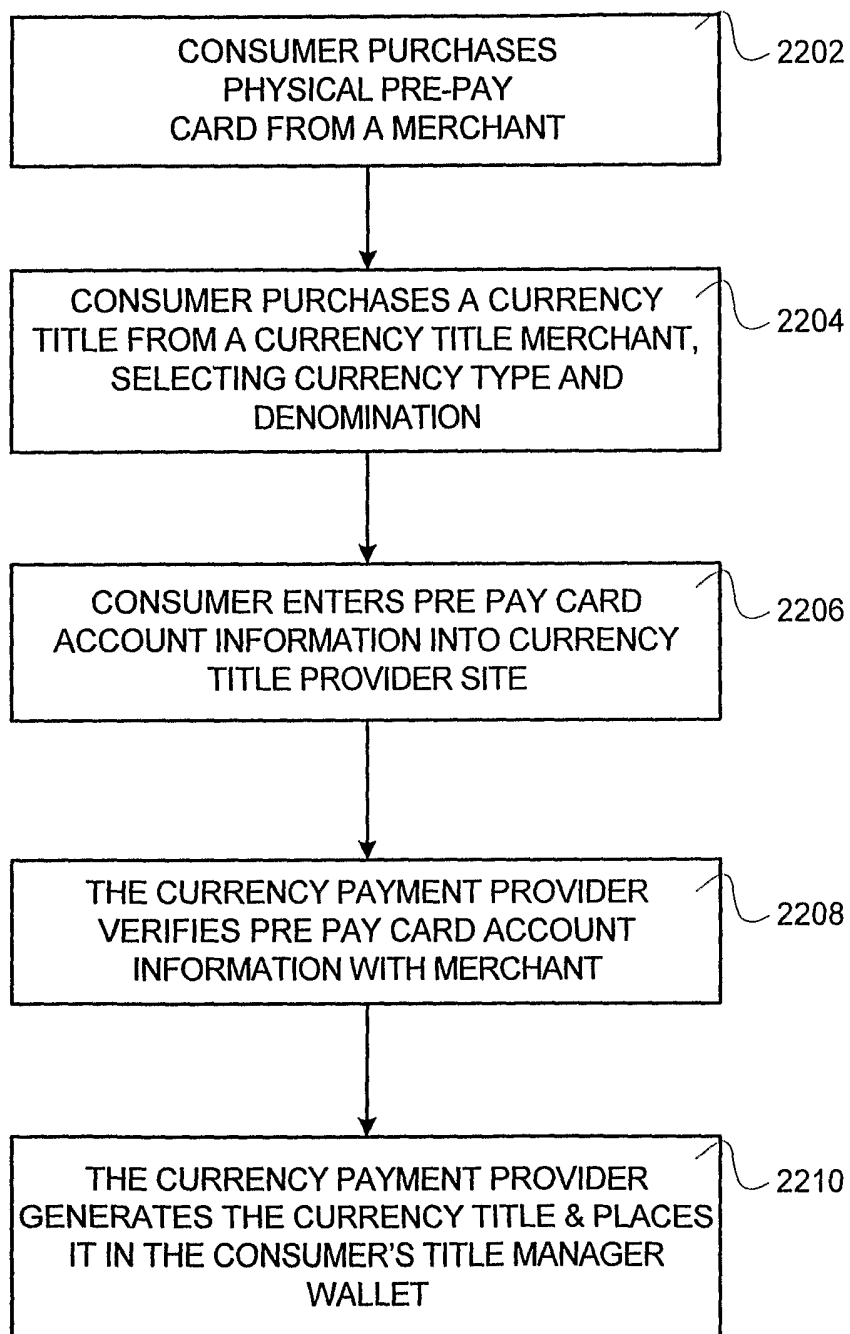 CONSUMER PURCHASES
PHYSICAL PRE-PAY
CARD FROM A MERCHANT
2202
CONSUMER PURCHASES A CURRENCY
TITLE FROM A CURRENCY TITLE MERCHANT,
SELECTING CURRENCY TYPE AND
DENOMINATION
2204
CONSUMER ENTERS PRE PAY CARD
ACCOUNT INFORMATION INTO CURRENCY
TITLE PROVIDER SITE
2206
THE CURRENCY PAYMENT PROVIDER
VERIFIES PRE PAY CARD ACCOUNT
INFORMATION WITH MERCHANT
2208
THE CURRENCY PAYMENT PROVIDER
GENERATES THE CURRENCY TITLE & PLACES
IT IN THE CONSUMER'S TITLE MANAGER
WALLET
2210